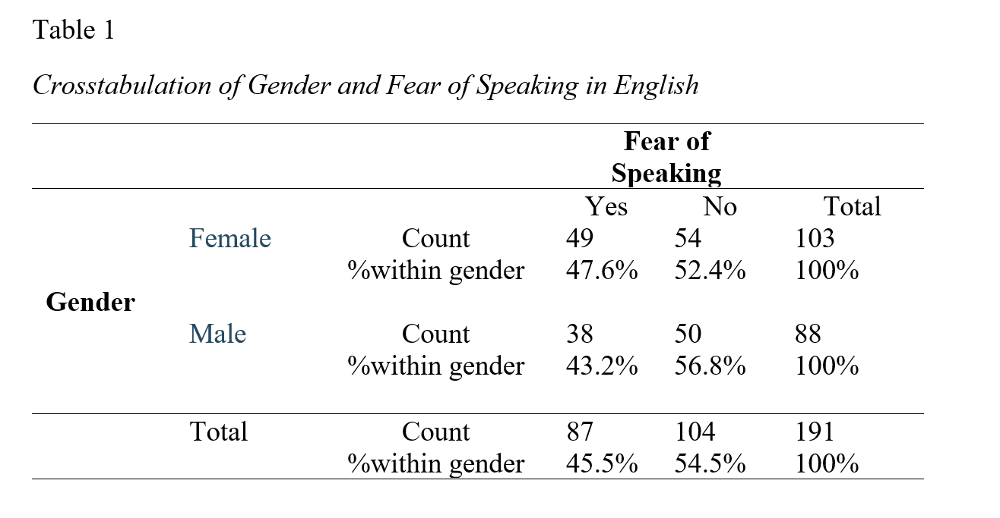 Table 1
Crosstabulation of Gender and Fear of Speaking in English
Fear of
Speaking
Yes No Total
Female Count 49 54 103
%within gender 47.6% 52.4% 100%
Gender
Male Count 38 50 88
%within gender 43.2% 56.8% 100%
Total Count 87 104 191
%within gender 45.5% 54.5% 100%